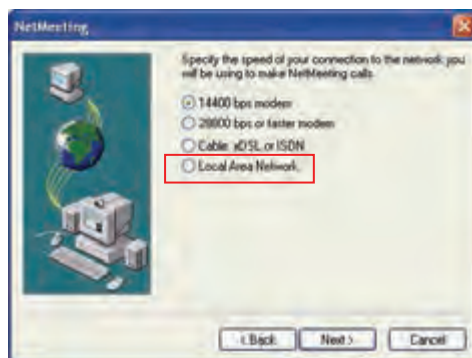 NetMeeting
Specify the speed of your connection to the network you
will be using to make NetMeeting calls.
14400 bps modem
28800 bps or faster modem
Cable, xDSL or ISDN
Local Area Network
< Back
Next >
Cancel